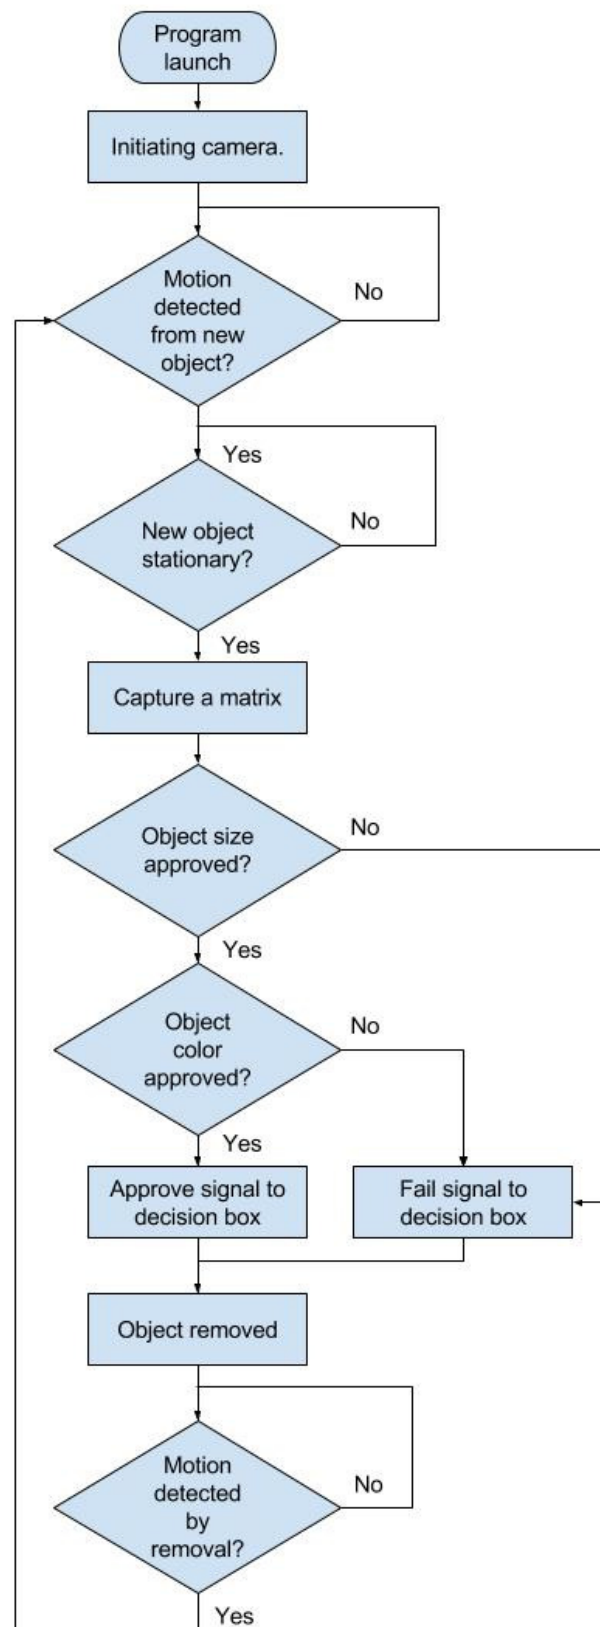 Program
launch
Initiating camera.
Motion
detected
from new
object?
No
Yes
New object
stationary?
No
Yes
Capture a matrix
Object size
approved?
No
Yes
Object
color
approved?
No
Yes
Approve signal to
decision box
Fail signal to
decision box
Object removed
Motion
detected
by
removal?
No
Yes